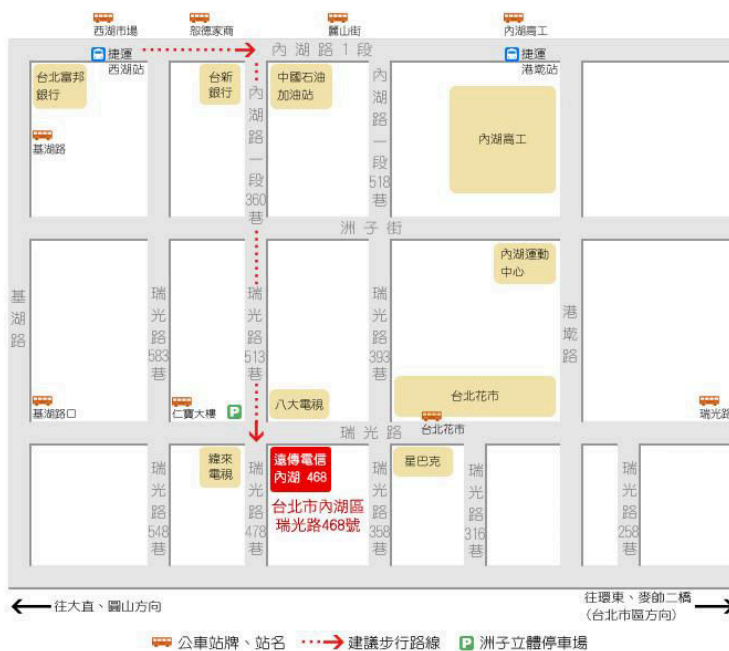 西湖市場
恕德家商
麗山街
內湖高工
捷運
西湖站
內湖路1段
捷運
港墘站
台北富邦
銀行
台新
銀行
中國石油
加油站
內湖路一段360巷
內湖路一段518巷
內湖高工
基湖路
洲子街
內湖運動
中心
基湖路
瑞光路583巷
瑞光路513巷
瑞光路393巷
港墘路
台北花市
八大電視
基湖路口
仁寶大樓
P
台北花市
瑞光路
瑞光路
緯來
電視
遠傳電信
內湖 468
星巴克
台北市內湖區
瑞光路468號
瑞光路548巷
瑞光路478巷
瑞光路358巷
瑞光路316巷
瑞光路258巷
往大直、圓山方向
往環東、麥帥二橋
(台北市區方向)
公車站牌、站名
建議步行路線
P 洲子立體停車場